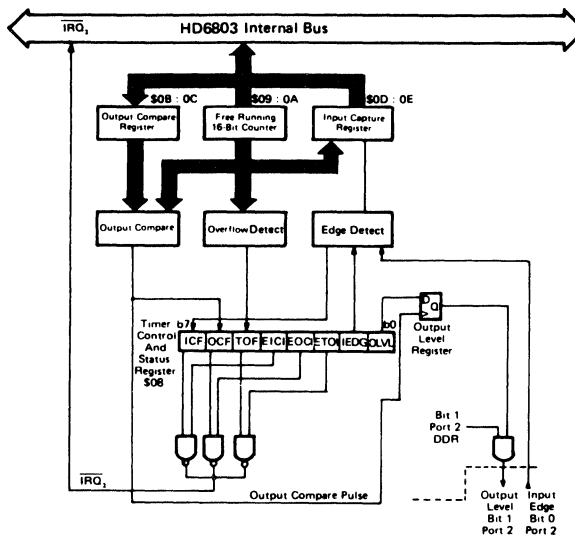 IRQ2
HD6803 Internal Bus
$0B : 0C
$09 : 0A
$0D : 0E
Output Compare
Register
Free Running
16-Bit Counter
Input Capture
Register
Output Compare
Overflow Detect
Edge Detect
Timer
Control
And
Status
Register
$08
b7
b0
ICF OCF TOF EICI EOCI ETOI IEDG OLVL
D
Q
Output
Level
Register
Bit 1
Port 2
DDR
IRQ2
Output Compare Pulse
Output
Level
Bit 1
Port 2
Input
Edge
Bit 0
Port 2